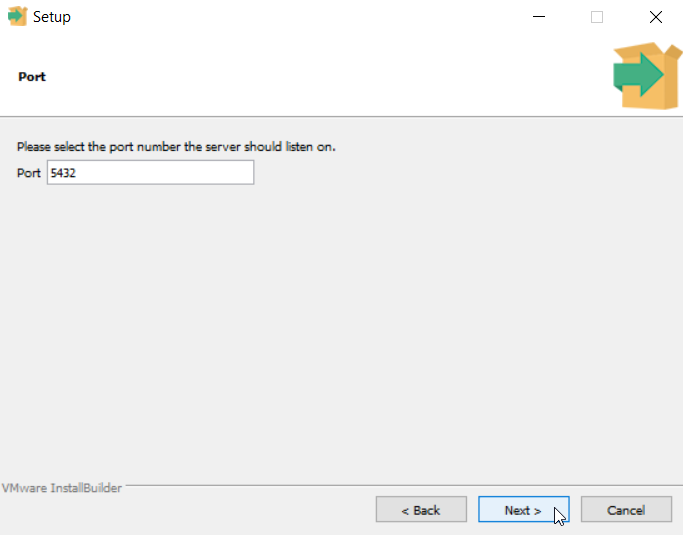 Setup
Port
Please select the port number the server should listen on.
Port 5432
VMware InstallBuilder
< Back Next > Cancel